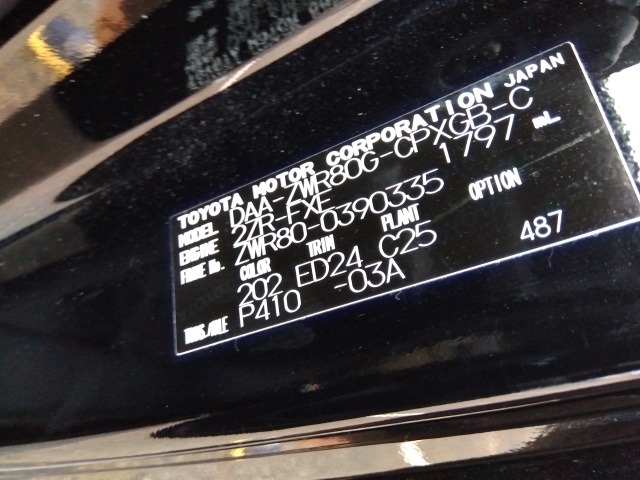 TOYOTA MOTOR CORPORATION JAPAN
MODEL DAA-ZWR80G-CPXGB-C
ENGINE 2ZR-FXE 1797 mL
FRAME No. ZWR80-0390335
COLOR TRIM PLANT OPTION
202 ED24 C25 487
TRANS./AXLE P410 -03A